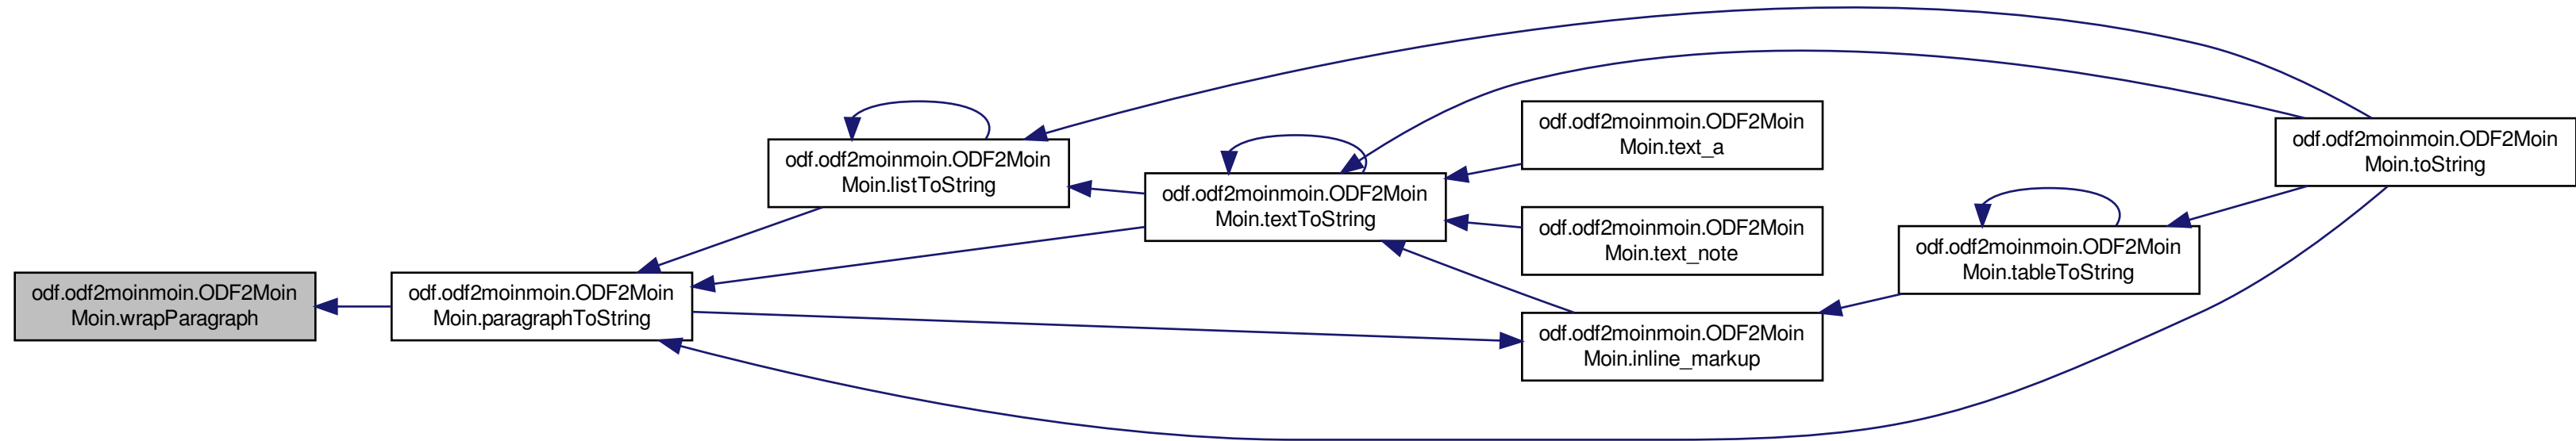 odf.odf2moinmoin.ODF2Moin
Moin.wrapParagraph
odf.odf2moinmoin.ODF2Moin
Moin.paragraphToString
odf.odf2moinmoin.ODF2Moin
Moin.listToString
odf.odf2moinmoin.ODF2Moin
Moin.textToString
odf.odf2moinmoin.ODF2Moin
Moin.text_a
odf.odf2moinmoin.ODF2Moin
Moin.text_note
odf.odf2moinmoin.ODF2Moin
Moin.inline_markup
odf.odf2moinmoin.ODF2Moin
Moin.tableToString
odf.odf2moinmoin.ODF2Moin
Moin.toString